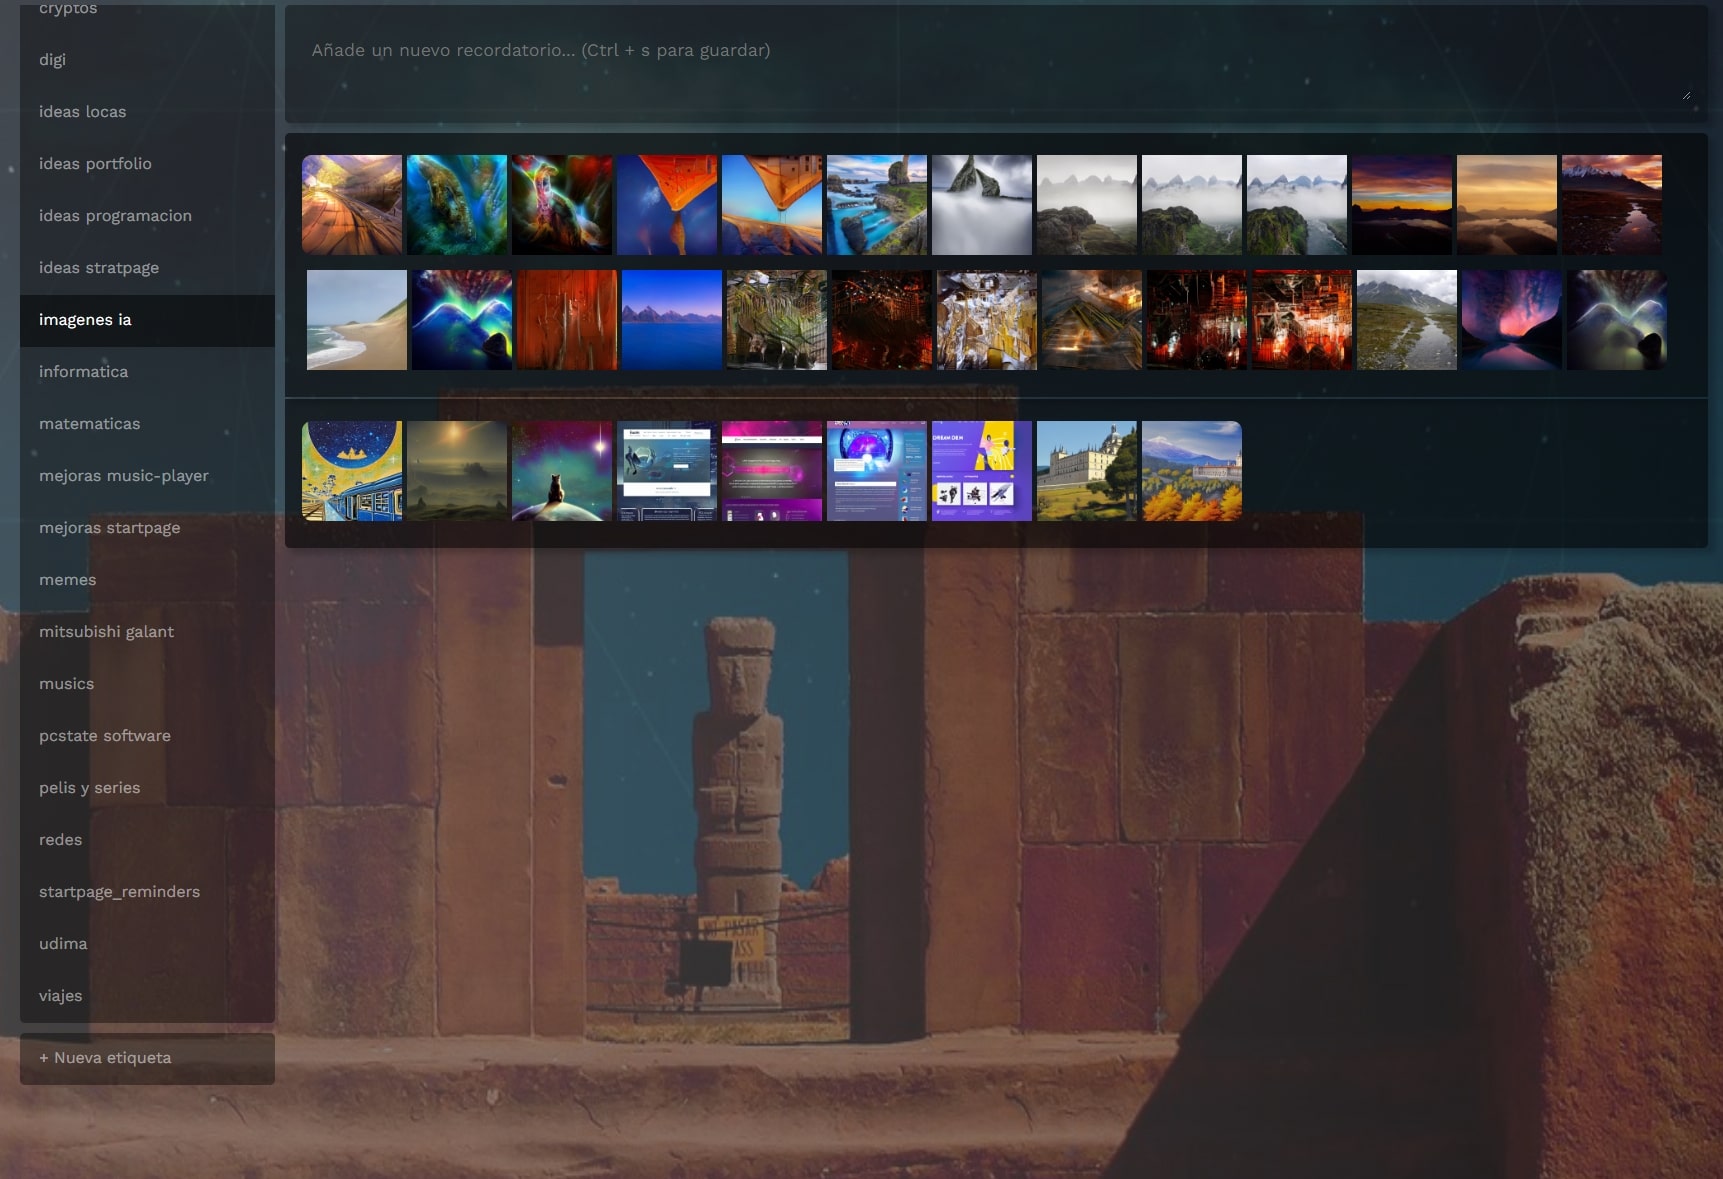 cryptos
digi
ideas locas
ideas portfolio
ideas programacion
ideas stratpage
imagenes ia
informatica
matematicas
mejoras music-player
mejoras startpage
memes
mitsubishi galant
musics
pcstate software
pelis y series
redes
startpage_reminders
udima
viajes
+ Nueva etiqueta
Añade un nuevo recordatorio... (Ctrl + s para guardar)